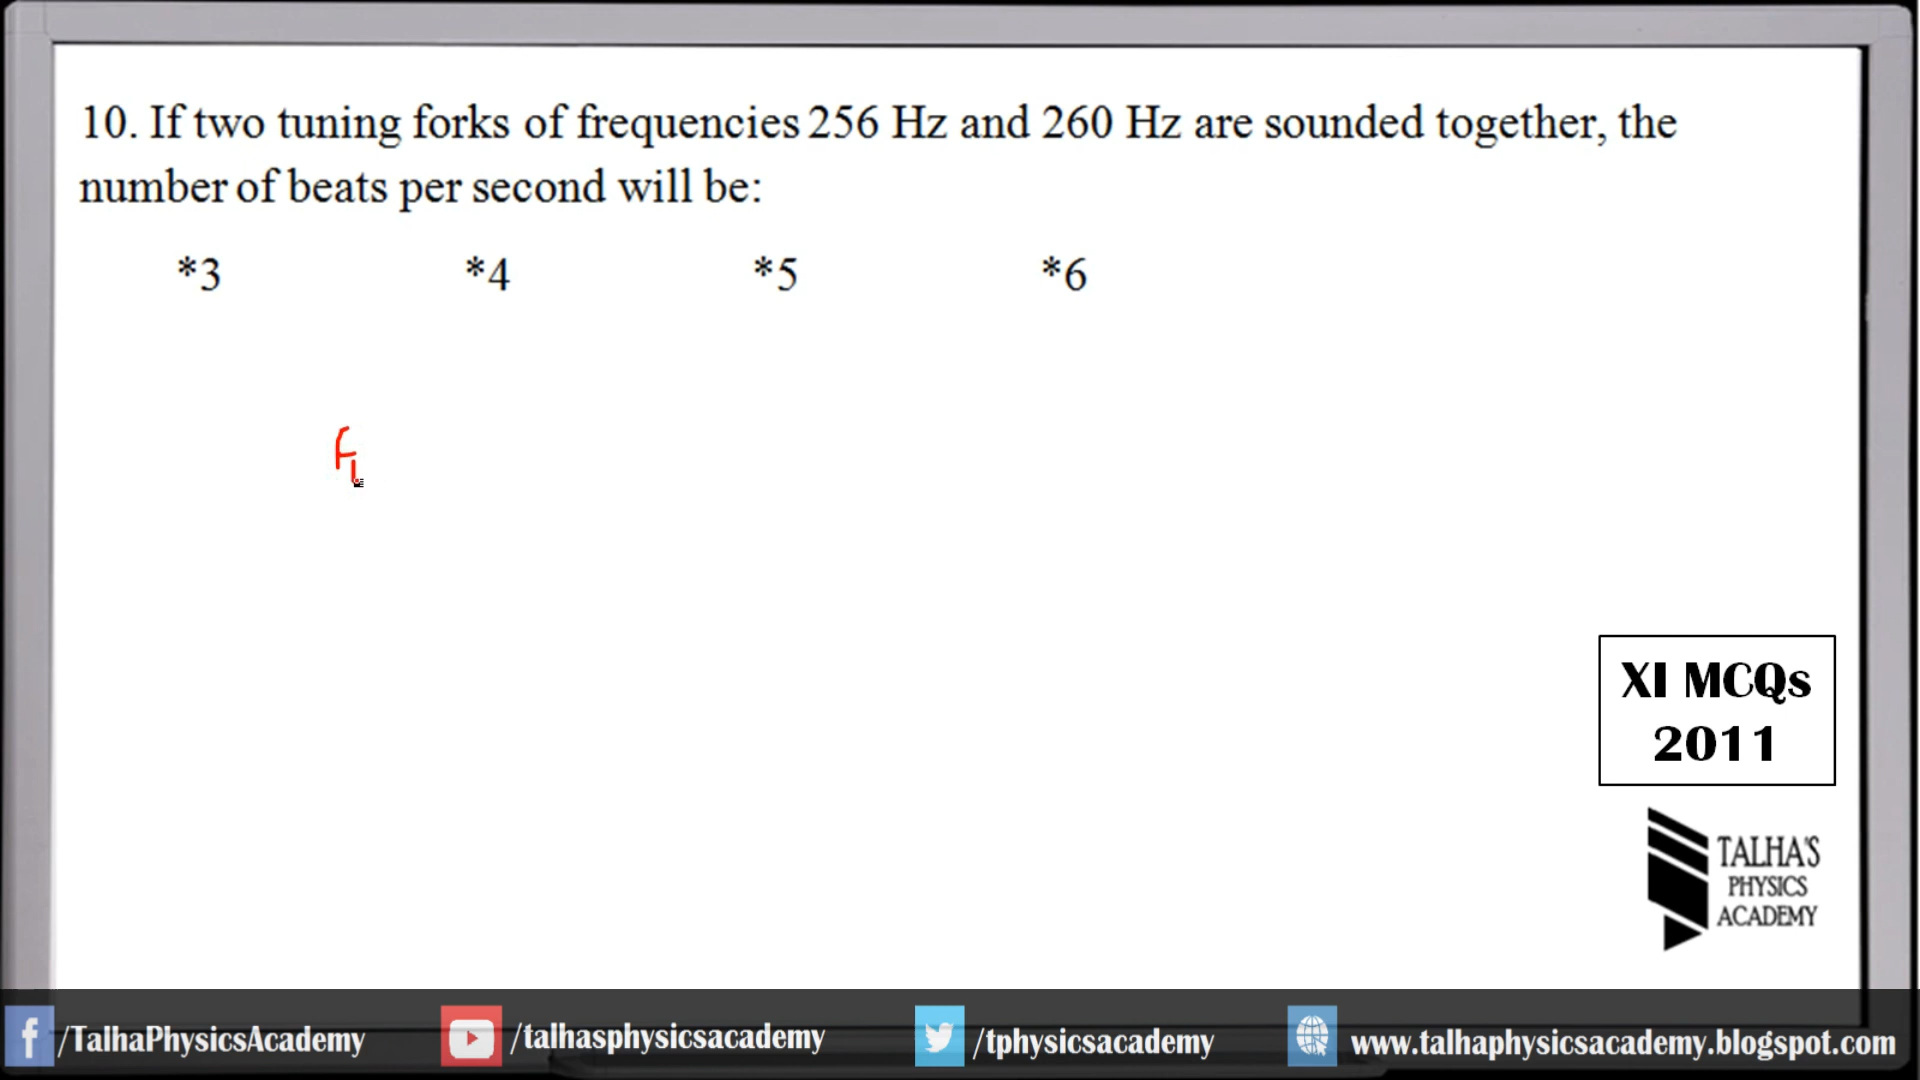 10. If two tuning forks of frequencies 256 Hz and 260 Hz are sounded together, the
number of beats per second will be:
*3 *4 *5 *6
f1
XI MCQs
2011
TALHA'S
PHYSICS
ACADEMY
/TalhaPhysicsAcademy /talhasphysicsacademy /tphysicsacademy www.talhaphysicsacademy.blogspot.com